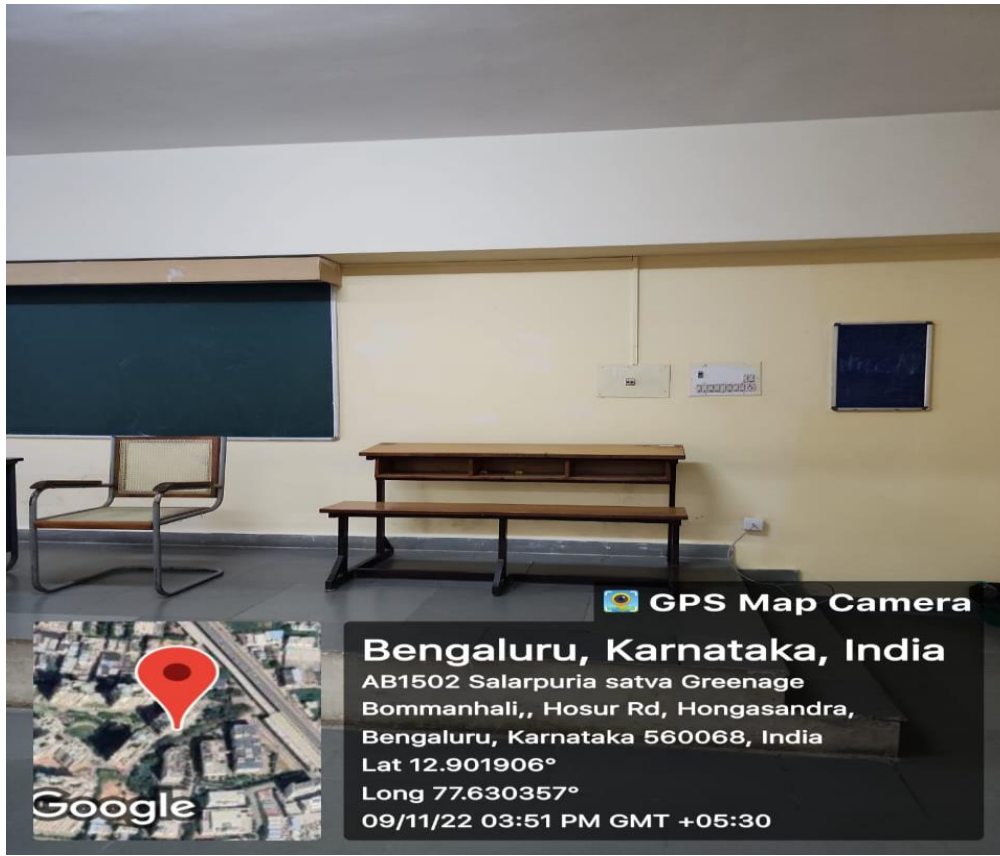 GPS Map Camera
Bengaluru, Karnataka, India
AB1502 Salarpuria satva Greenage
Bommanhali,, Hosur Rd, Hongasandra,
Bengaluru, Karnataka 560068, India
Lat 12.901906°
Long 77.630357°
09/11/22 03:51 PM GMT +05:30
Google